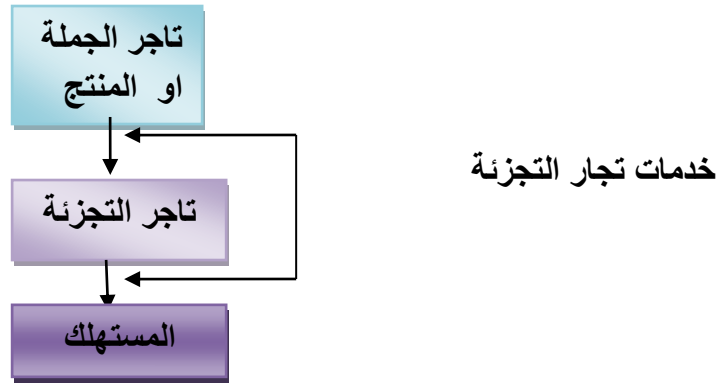 تاجر الجملة
او المنتج
خدمات تجار التجزئة
تاجر التجزئة
المستهلك